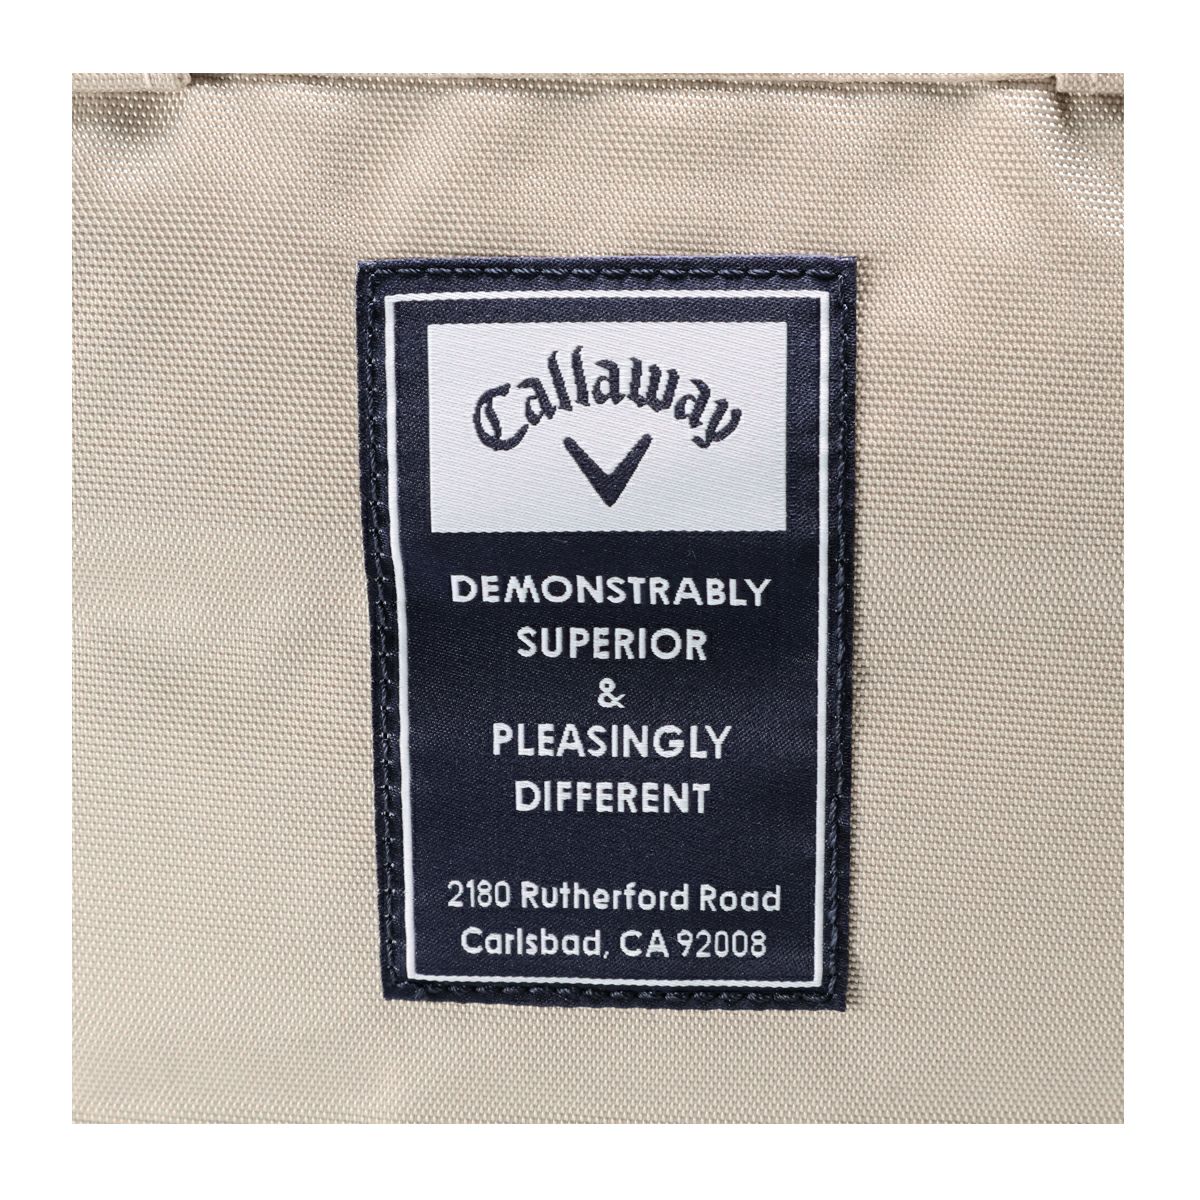 Callaway
DEMONSTRABLY
SUPERIOR
&
PLEASINGLY
DIFFERENT
2180 Rutherford Road
Carlsbad, CA 92008